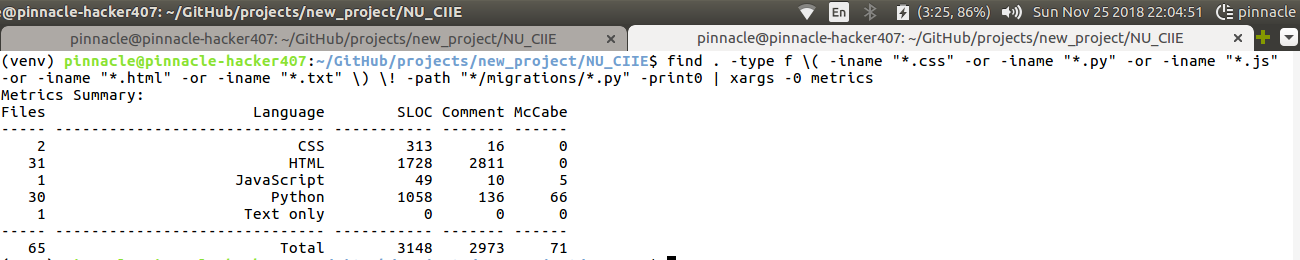 e@pinnacle-hacker407: ~/GitHub/projects/new_project/NU_CIIE En (3:25, 86%) Sun Nov 25 2018 22:04:51 pinnacle
pinnacle@pinnacle-hacker407: ~/GitHub/projects/new_project/NU_CIIE × pinnacle@pinnacle-hacker407: ~/GitHub/projects/new_project/NU_CIIE ×
(venv) pinnacle@pinnacle-hacker407:~/GitHub/projects/new_project/NU_CIIE$ find . -type f \( -iname "*.css" -or -iname "*.py" -or -iname "*.js"
-or -iname "*.html" -or -iname "*.txt" \) \! -path "*/migrations/*.py" -print0 | xargs -0 metrics
Metrics Summary:
Files Language SLOC Comment McCabe
----- ------------------------------ ----------- ------- ------
2 CSS 313 16 0
31 HTML 1728 2811 0
1 JavaScript 49 10 5
30 Python 1058 136 66
1 Text only 0 0 0
----- ------------------------------ ----------- ------- ------
65 Total 3148 2973 71